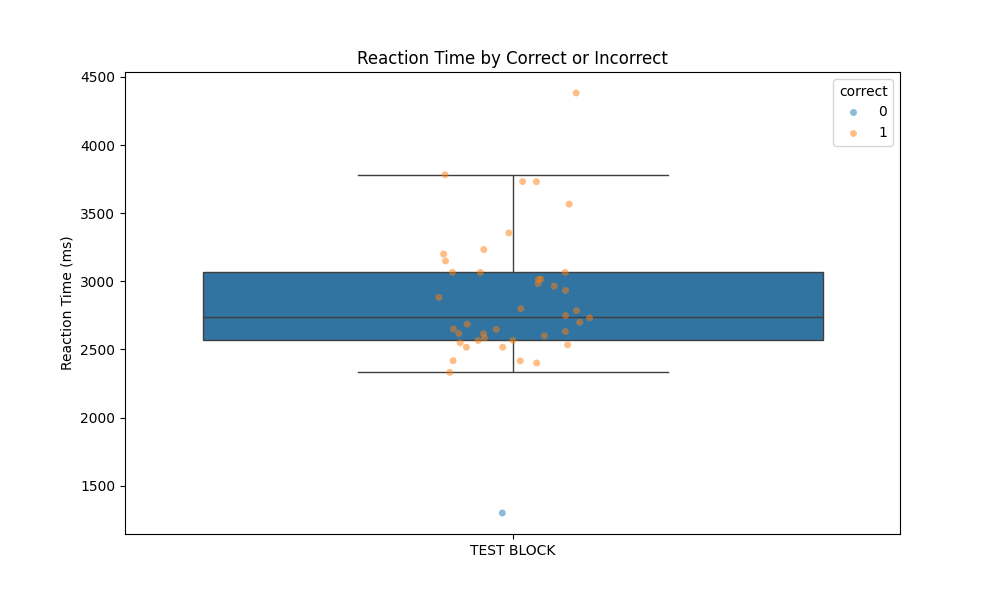 Reaction Time by Correct or Incorrect
correct
0
1
4500
4000
3500
3000
2500
2000
1500
Reaction Time (ms)
TEST BLOCK